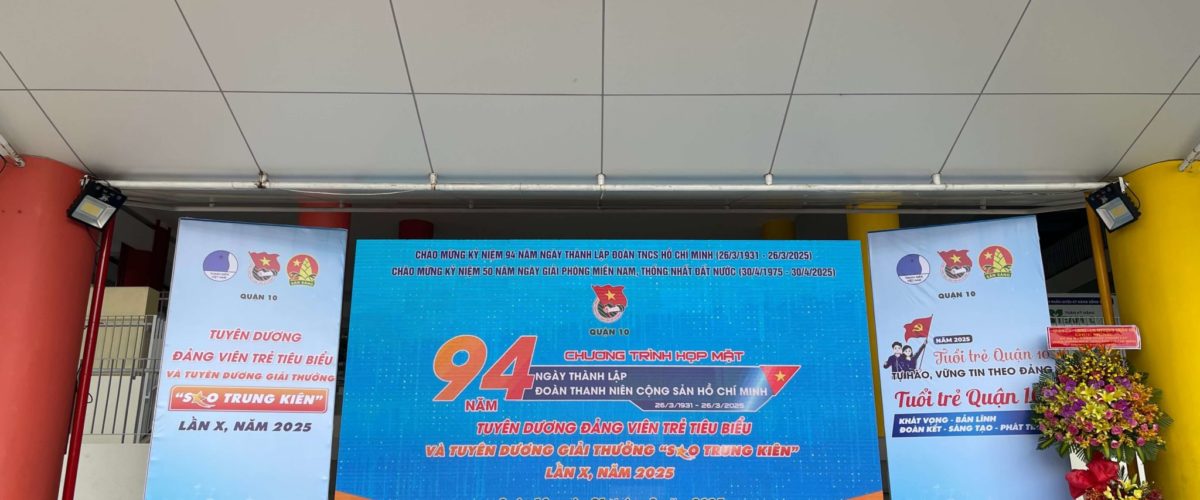 QUẬN 10
TUYÊN DƯƠNG
ĐẢNG VIÊN TRẺ TIÊU BIỂU
VÀ TUYÊN DƯƠNG GIẢI THƯỞNG
“SAO TRUNG KIÊN”
LẦN X, NĂM 2025
CHÀO MỪNG KỶ NIỆM 94 NĂM NGÀY THÀNH LẬP ĐOÀN TNCS HỒ CHÍ MINH (26/3/1931 - 26/3/2025)
CHÀO MỪNG KỶ NIỆM 50 NĂM NGÀY GIẢI PHÓNG MIỀN NAM, THỐNG NHẤT ĐẤT NƯỚC (30/4/1975 - 30/4/2025)
QUẬN 10
94
NĂM
CHƯƠNG TRÌNH HỌP MẶT
NGÀY THÀNH LẬP
ĐOÀN THANH NIÊN CỘNG SẢN HỒ CHÍ MINH
26/3/1931 - 26/3/2025
TUYÊN DƯƠNG ĐẢNG VIÊN TRẺ TIÊU BIỂU
VÀ TUYÊN DƯƠNG GIẢI THƯỞNG “SAO TRUNG KIÊN”
LẦN X, NĂM 2025
QUẬN 10
NĂM 2025
Tuổi trẻ Quận 10
TỰ HÀO, VỮNG TIN THEO ĐẢNG
Tuổi trẻ Quận
KHÁT VỌNG - BẢN LĨNH
ĐOÀN KẾT - SÁNG TẠO - PHÁT